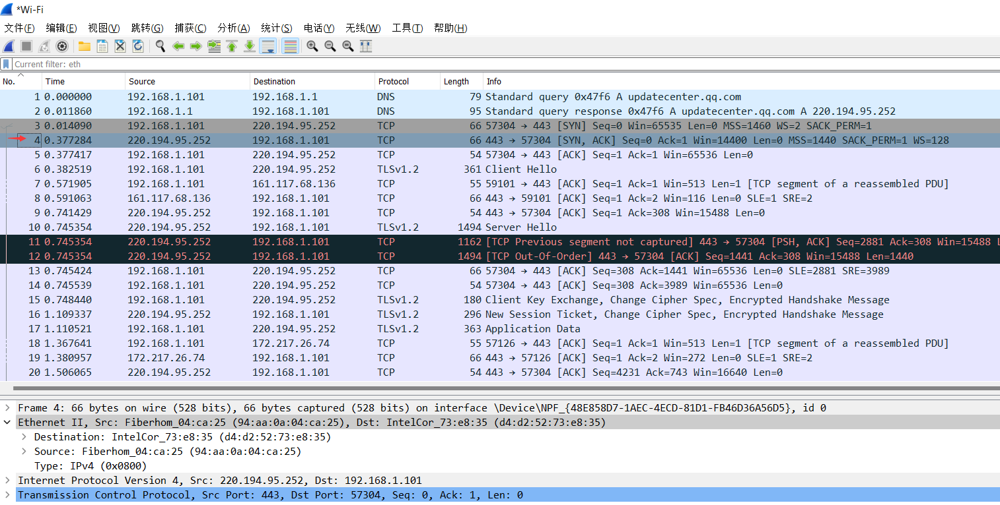 *Wi-Fi
文件(F) 编辑(E) 视图(V) 跳转(G) 捕获(C) 分析(A) 统计(S) 电话(Y) 无线(W) 工具(T) 帮助(H)
Current filter: eth
No. Time Source Destination Protocol Length Info
1 0.000000 192.168.1.101 192.168.1.1 DNS 79 Standard query 0x47f6 A updatecenter.qq.com
2 0.011860 192.168.1.1 192.168.1.101 DNS 95 Standard query response 0x47f6 A updatecenter.qq.com A 220.194.95.252
3 0.014090 192.168.1.101 220.194.95.252 TCP 66 57304 → 443 [SYN] Seq=0 Win=65535 Len=0 MSS=1460 WS=2 SACK_PERM=1
4 0.377284 220.194.95.252 192.168.1.101 TCP 66 443 → 57304 [SYN, ACK] Seq=0 Ack=1 Win=14400 Len=0 MSS=1440 SACK_PERM=1 WS=128
5 0.377417 192.168.1.101 220.194.95.252 TCP 54 57304 → 443 [ACK] Seq=1 Ack=1 Win=65536 Len=0
6 0.382519 192.168.1.101 220.194.95.252 TLSv1.2 361 Client Hello
7 0.571905 192.168.1.101 161.117.68.136 TCP 55 59101 → 443 [ACK] Seq=1 Ack=1 Win=513 Len=1 [TCP segment of a reassembled PDU]
8 0.591063 161.117.68.136 192.168.1.101 TCP 66 443 → 59101 [ACK] Seq=1 Ack=2 Win=116 Len=0 SLE=1 SRE=2
9 0.741429 220.194.95.252 192.168.1.101 TCP 54 443 → 57304 [ACK] Seq=1 Ack=308 Win=15488 Len=0
10 0.745354 220.194.95.252 192.168.1.101 TLSv1.2 1494 Server Hello
11 0.745354 220.194.95.252 192.168.1.101 TCP 1162 [TCP Previous segment not captured] 443 → 57304 [PSH, ACK] Seq=2881 Ack=308 Win=15488 L
12 0.745354 220.194.95.252 192.168.1.101 TCP 1494 [TCP Out-Of-Order] 443 → 57304 [ACK] Seq=1441 Ack=308 Win=15488 Len=1440
13 0.745424 192.168.1.101 220.194.95.252 TCP 66 57304 → 443 [ACK] Seq=308 Ack=1441 Win=65536 Len=0 SLE=2881 SRE=3989
14 0.745539 192.168.1.101 220.194.95.252 TCP 54 57304 → 443 [ACK] Seq=308 Ack=3989 Win=65536 Len=0
15 0.748440 192.168.1.101 220.194.95.252 TLSv1.2 180 Client Key Exchange, Change Cipher Spec, Encrypted Handshake Message
16 1.109337 220.194.95.252 192.168.1.101 TLSv1.2 296 New Session Ticket, Change Cipher Spec, Encrypted Handshake Message
17 1.110521 192.168.1.101 220.194.95.252 TLSv1.2 363 Application Data
18 1.367641 192.168.1.101 172.217.26.74 TCP 55 57126 → 443 [ACK] Seq=1 Ack=1 Win=513 Len=1 [TCP segment of a reassembled PDU]
19 1.380957 172.217.26.74 192.168.1.101 TCP 66 443 → 57126 [ACK] Seq=1 Ack=2 Win=272 Len=0 SLE=1 SRE=2
20 1.506065 220.194.95.252 192.168.1.101 TCP 54 443 → 57304 [ACK] Seq=4231 Ack=743 Win=16640 Len=0
Frame 4: 66 bytes on wire (528 bits), 66 bytes captured (528 bits) on interface \Device\NPF_{48E858D7-1AEC-4ECD-81D1-FB46D36A56D5}, id 0
Ethernet II, Src: Fiberhom_04:ca:25 (94:aa:0a:04:ca:25), Dst: IntelCor_73:e8:35 (d4:d2:52:73:e8:35)
Destination: IntelCor_73:e8:35 (d4:d2:52:73:e8:35)
Source: Fiberhom_04:ca:25 (94:aa:0a:04:ca:25)
Type: IPv4 (0x0800)
Internet Protocol Version 4, Src: 220.194.95.252, Dst: 192.168.1.101
Transmission Control Protocol, Src Port: 443, Dst Port: 57304, Seq: 0, Ack: 1, Len: 0